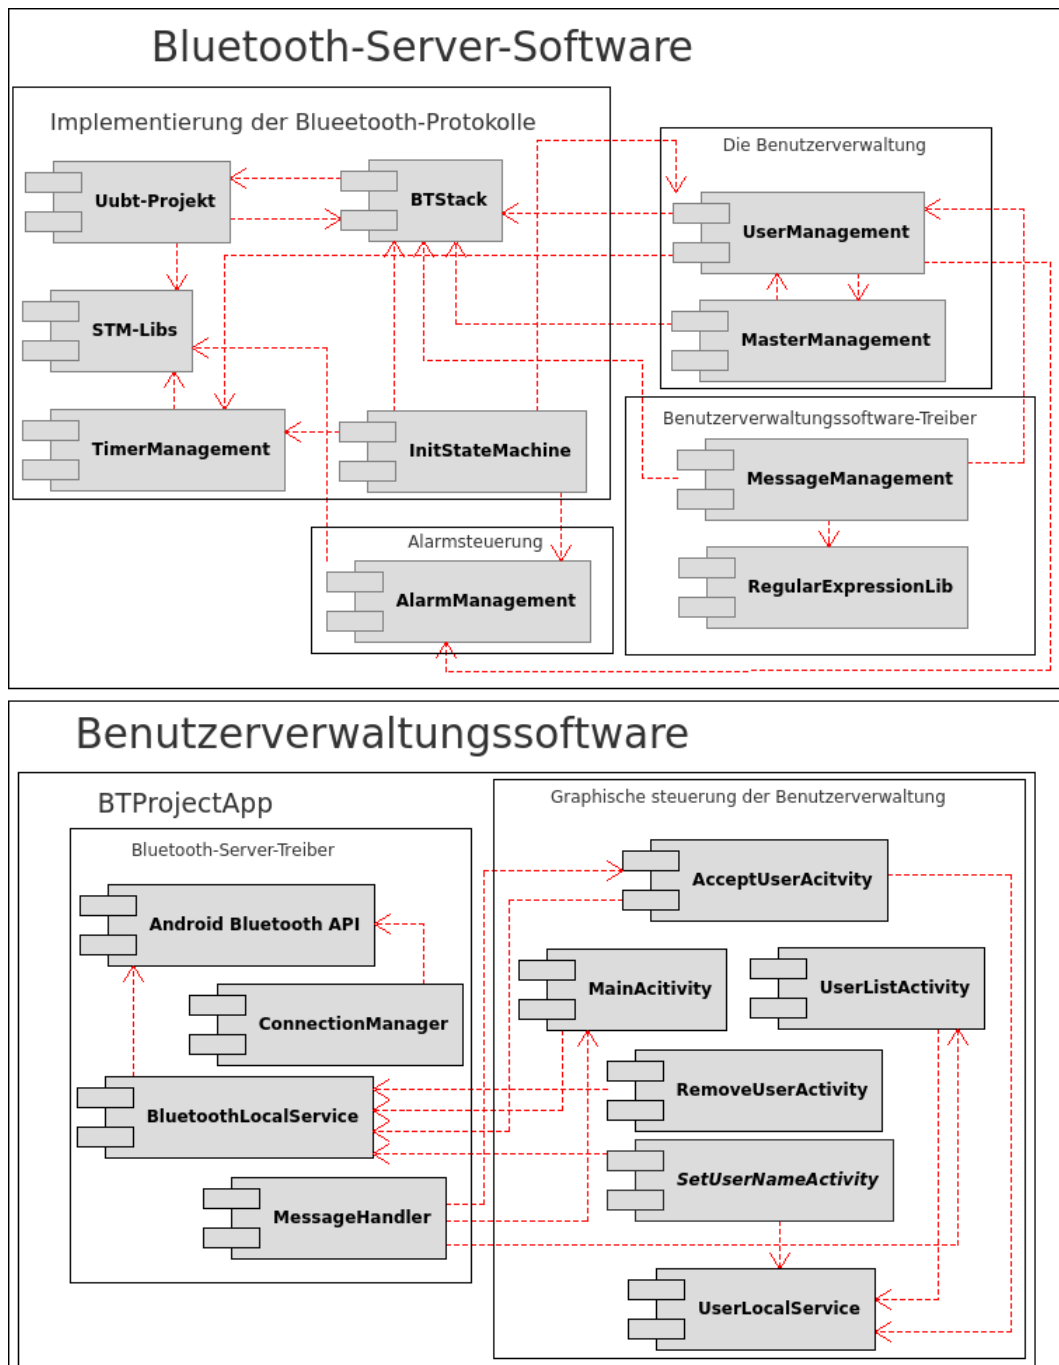 Bluetooth-Server-Software
Implementierung der Blueetooth-Protokolle
Uubt-Projekt
BTStack
STM-Libs
TimerManagement
InitStateMachine
Die Benutzerverwaltung
UserManagement
MasterManagement
Benutzerverwaltungssoftware-Treiber
MessageManagement
RegularExpressionLib
Alarmsteuerung
AlarmManagement
Benutzerverwaltungssoftware
BTProjectApp
Bluetooth-Server-Treiber
Android Bluetooth API
ConnectionManager
BluetoothLocalService
MessageHandler
Graphische steuerung der Benutzerverwaltung
AcceptUserAcitvity
MainAcitivity
UserListActivity
RemoveUserActivity
SetUserNameActivity
UserLocalService